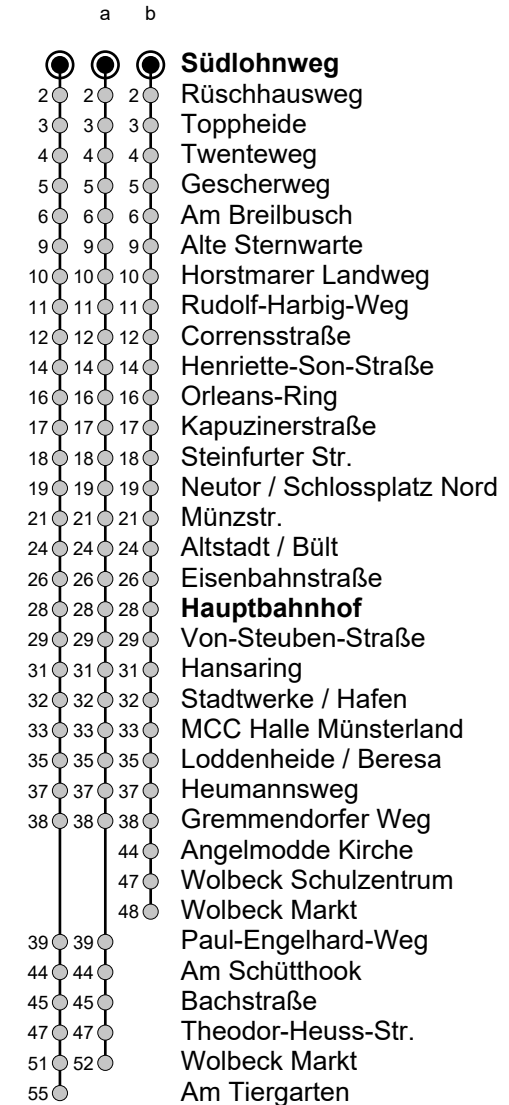 a b
Südlohnweg
2 2 2 Rüschhausweg
3 3 3 Toppheide
4 4 4 Twenteweg
5 5 5 Gescherweg
6 6 6 Am Breilbusch
9 9 9 Alte Sternwarte
10 10 10 Horstmarer Landweg
11 11 11 Rudolf-Harbig-Weg
12 12 12 Corrensstraße
14 14 14 Henriette-Son-Straße
16 16 16 Orleans-Ring
17 17 17 Kapuzinerstraße
18 18 18 Steinfurter Str.
19 19 19 Neutor / Schlossplatz Nord
21 21 21 Münzstr.
24 24 24 Altstadt / Bült
26 26 26 Eisenbahnstraße
28 28 28 Hauptbahnhof
29 29 29 Von-Steuben-Straße
31 31 31 Hansaring
32 32 32 Stadtwerke / Hafen
33 33 33 MCC Halle Münsterland
35 35 35 Loddenheide / Beresa
37 37 37 Heumannsweg
38 38 38 Gremmendorfer Weg
44 Angelmodde Kirche
47 Wolbeck Schulzentrum
48 Wolbeck Markt
39 39 Paul-Engelhard-Weg
44 44 Am Schütthook
45 45 Bachstraße
47 47 Theodor-Heuss-Str.
51 52 Wolbeck Markt
55 Am Tiergarten